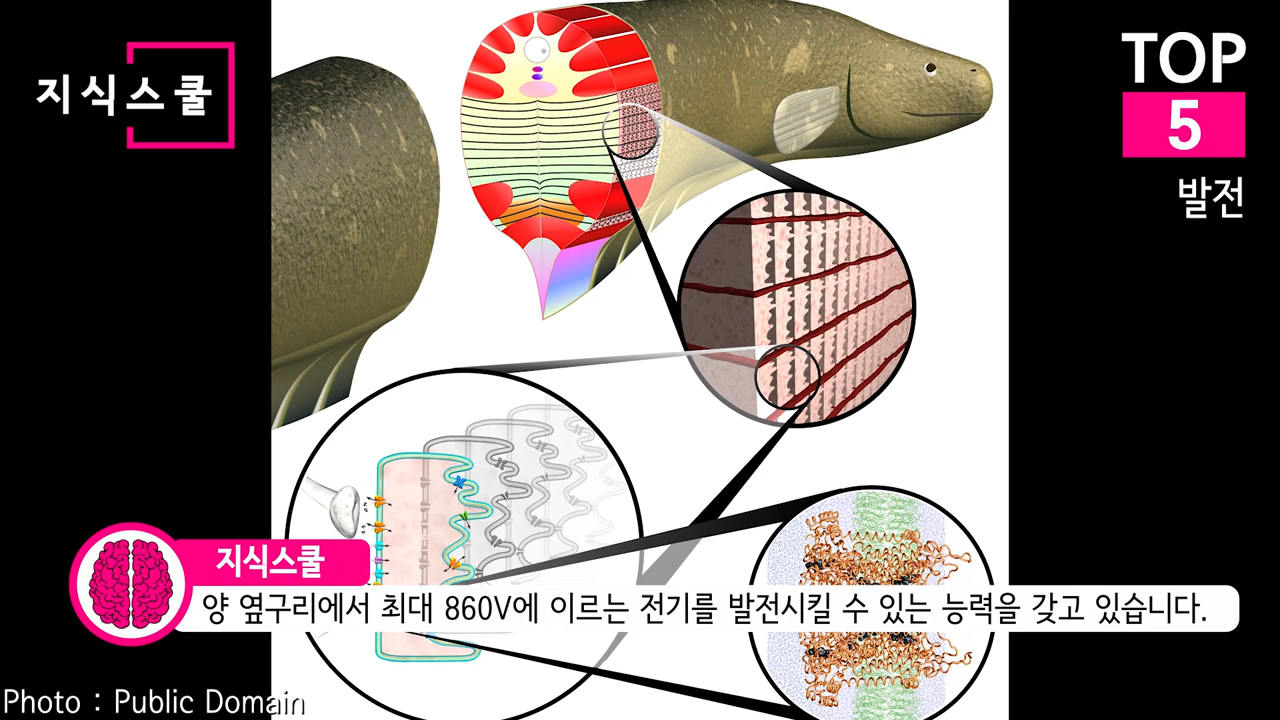 지식스쿨
TOP
5
발전
지식스쿨
양 옆구리에서 최대 860V에 이르는 전기를 발전시킬 수 있는 능력을 갖고 있습니다.
Photo : Public Domain